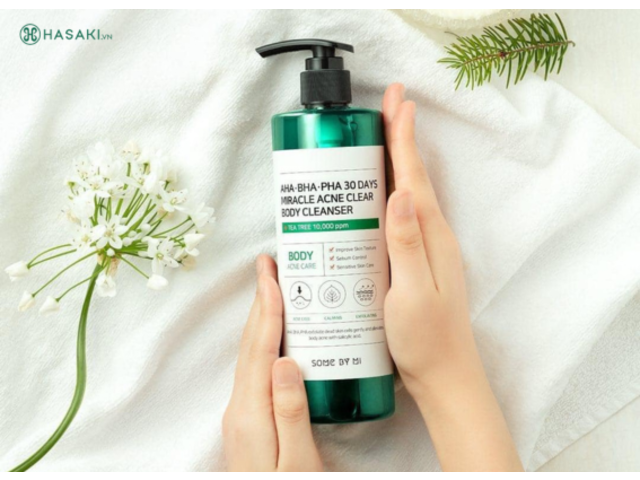 HASAKI.VN
AHA·BHA·PHA 30 DAYS
MIRACLE ACNE CLEAR
BODY CLEANSER
TEA TREE 10,000 ppm
BODY
ACNE CARE
Improve Skin Texture
Sebum Control
Sensitive Skin Care
CALMING
SOME BY MI